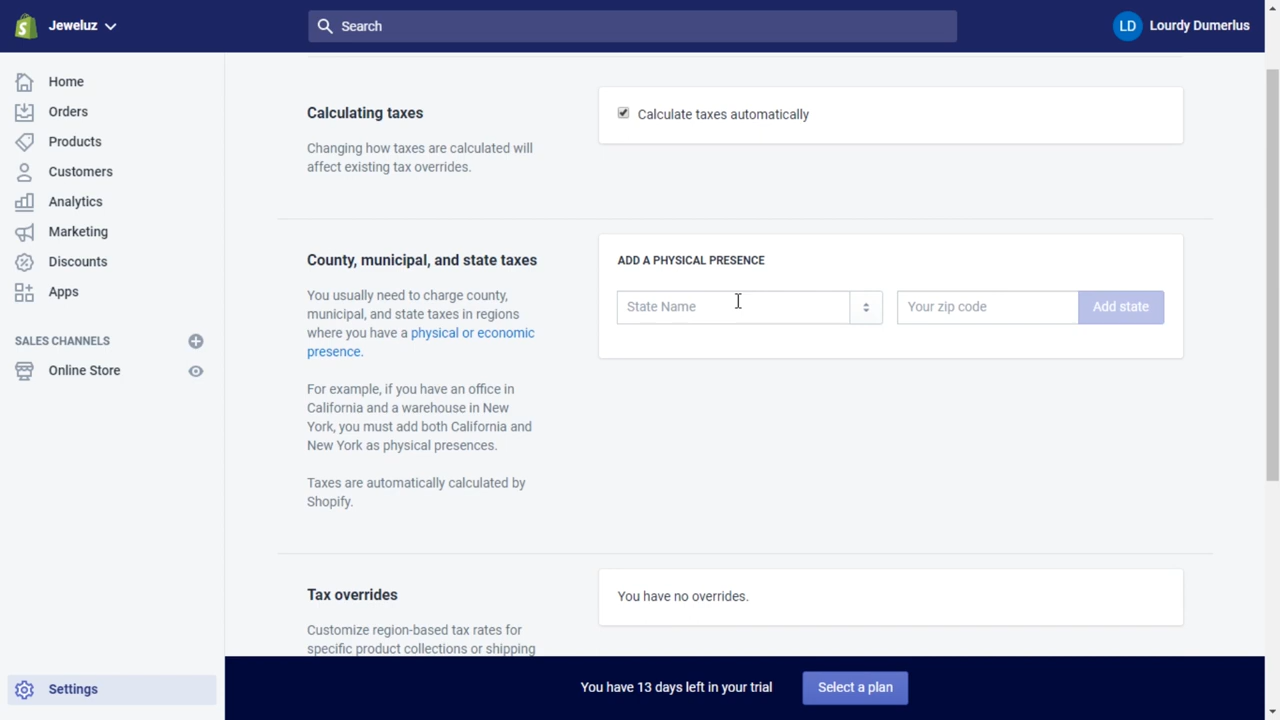 Jeweluz
Search
LD
Lourdy Dumerlus
Home
Orders
Products
Customers
Analytics
Marketing
Discounts
Apps
SALES CHANNELS
Online Store
Settings
Calculating taxes
Changing how taxes are calculated will
affect existing tax overrides.
Calculate taxes automatically
County, municipal, and state taxes
You usually need to charge county,
municipal, and state taxes in regions
where you have a physical or economic
presence.
For example, if you have an office in
California and a warehouse in New
York, you must add both California and
New York as physical presences.
Taxes are automatically calculated by
Shopify.
ADD A PHYSICAL PRESENCE
State Name
Your zip code
Add state
Tax overrides
Customize region-based tax rates for
specific product collections or shipping
You have no overrides.
You have 13 days left in your trial
Select a plan